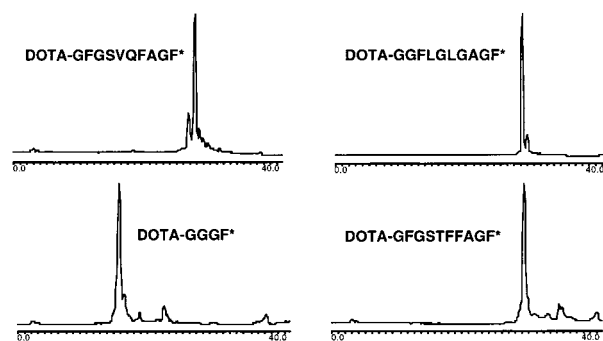 DOTA-GFGSVQFAGF*
0.0 40.0
DOTA-GGFLGLGAGF*
0.0 40.0
DOTA-GGGF*
0.0 40.0
DOTA-GFGSTFFAGF*
0.0 40.0